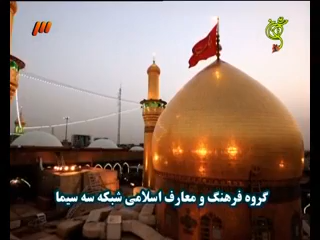 گروه فرهنگ و معارف اسلامی شبکه سه سیما